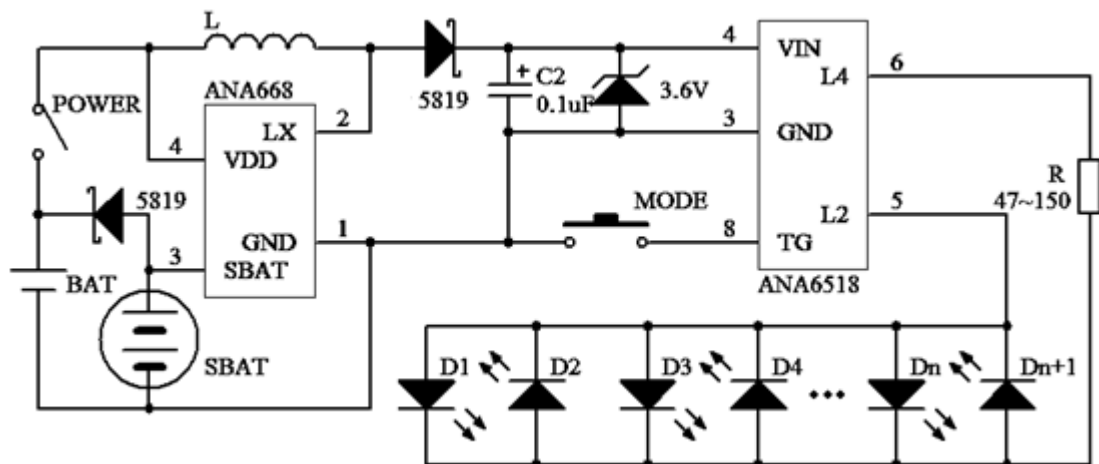 L
ANA668
POWER
4
VDD
LX
2
5819
+
C2
0.1uF
3.6V
4
VIN
L4
6
3
GND
5819
GND
1
3
SBAT
BAT
SBAT
MODE
8
TG
L2
5
R
47~150
ANA6518
D1
D2
D3
D4
•••
Dn
Dn+1